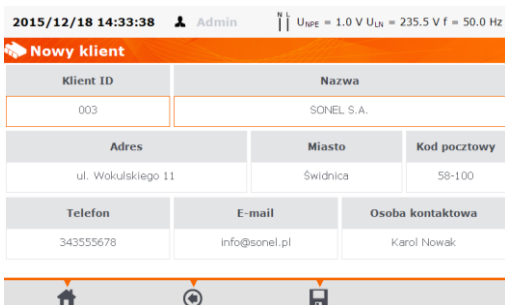 2015/12/18 14:33:38 Admin N L U_NPE = 1.0 V U_LN = 235.5 V f = 50.0 Hz
Nowy klient
Klient ID Nazwa
003 SONEL S.A.
Adres Miasto Kod pocztowy
ul. Wokulskiego 11 Świdnica 58-100
Telefon E-mail Osoba kontaktowa
343555678 info@sonel.pl Karol Nowak